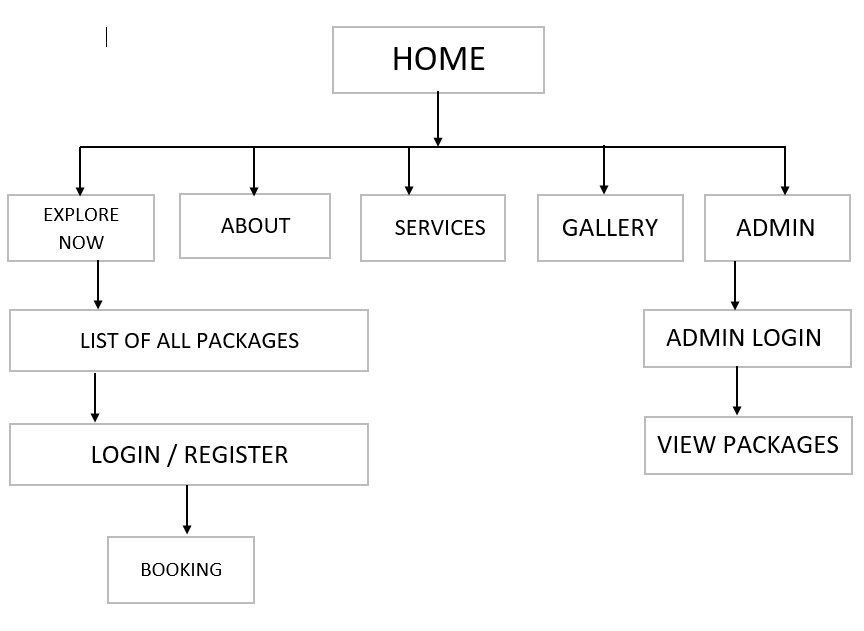 HOME
EXPLORE
NOW
ABOUT
SERVICES
GALLERY
ADMIN
LIST OF ALL PACKAGES
ADMIN LOGIN
LOGIN / REGISTER
VIEW PACKAGES
BOOKING